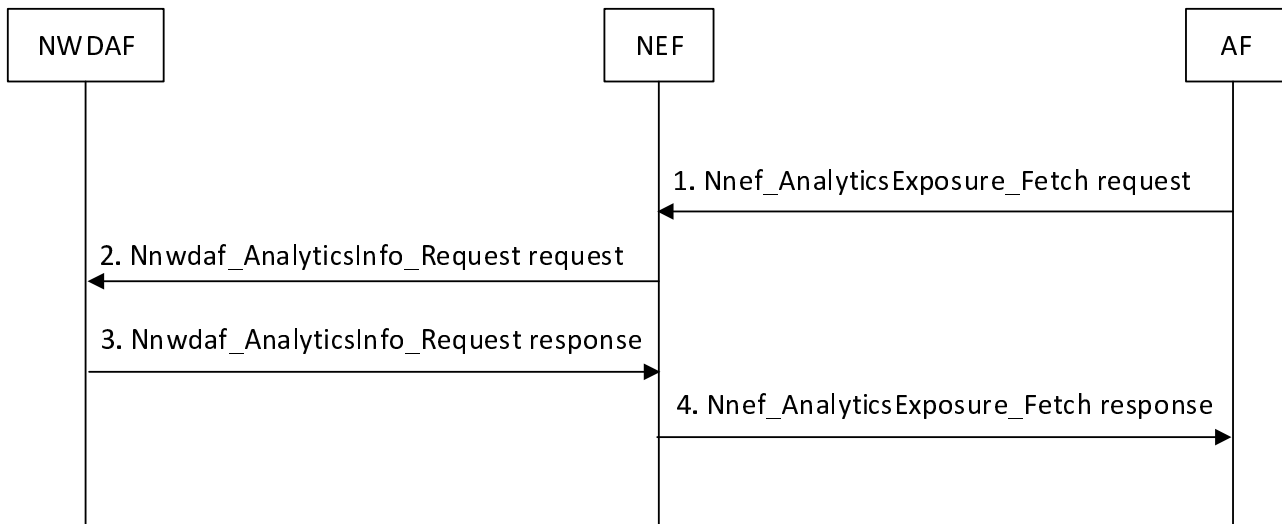 NWDAF
NEF
AF
1. Nnef_AnalyticsExposure_Fetch request
2. Nnwdaf_AnalyticsInfo_Request request
3. Nnwdaf_AnalyticsInfo_Request response
4. Nnef_AnalyticsExposure_Fetch response